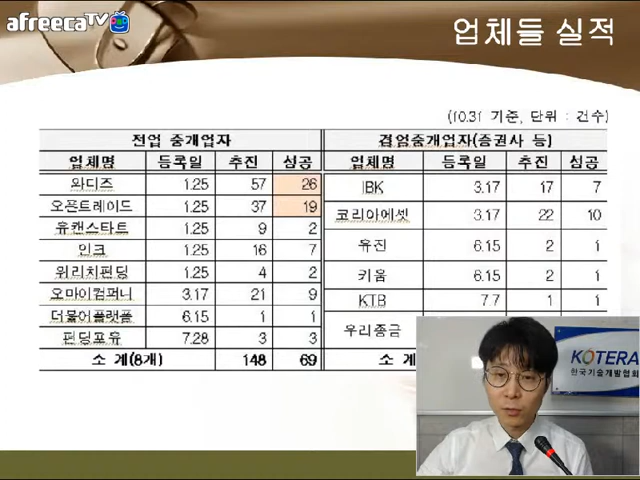 afreecaTV
업체들 실적
(10.31 기준, 단위 : 건수)
전업 중개업자 겸업중개업자(증권사 등)
업체명 등록일 추진 성공 업체명 등록일 추진 성공
와디즈 1.25 57 26 IBK 3.17 17 7
오픈트레이드 1.25 37 19 코리아에셋 3.17 22 10
유캔스타트 1.25 9 2 유진 6.15 2 1
인크 1.25 16 7 키움 6.15 2 1
위리치펀딩 1.25 4 2 KTB 7.7 1 1
오마이컴퍼니 3.17 21 9 우리종금
더불어플랫폼 6.15 1 1
펀딩포유 7.28 3 3
소 계(8개) 148 69 소 계
KOTERA
한국기술개발협회